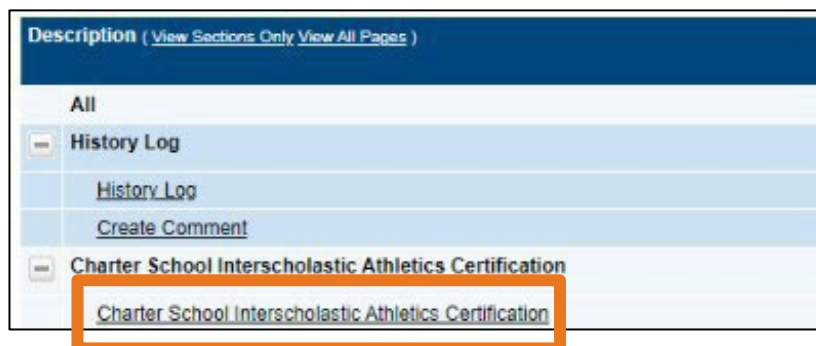 Description ( View Sections Only View All Pages )
All
History Log
History Log
Create Comment
Charter School Interscholastic Athletics Certification
Charter School Interscholastic Athletics Certification